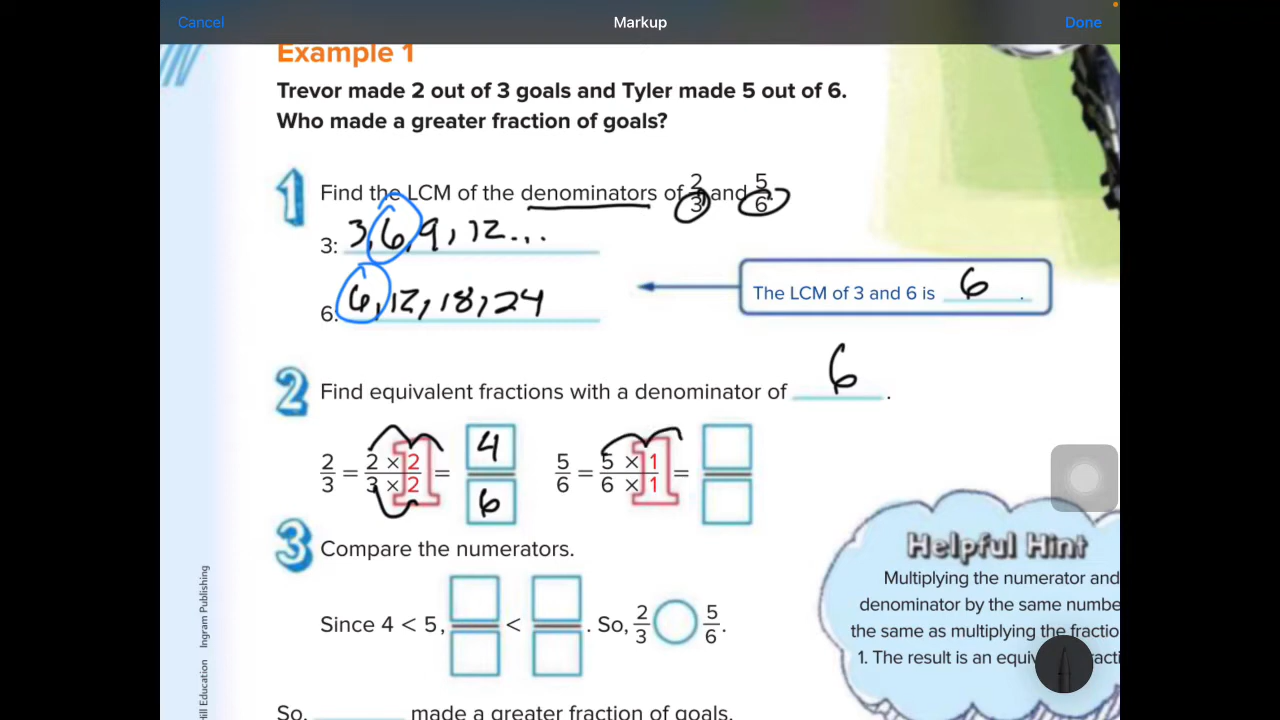 Cancel Markup Done
Example 1
Trevor made 2 out of 3 goals and Tyler made 5 out of 6.
Who made a greater fraction of goals?
1 Find the LCM of the denominators of 2/3 and 5/6.
3: 3, 6, 9, 12...
6: 6, 12, 18, 24
The LCM of 3 and 6 is 6.
2 Find equivalent fractions with a denominator of 6.
2/3 = 2 × 2 / 3 × 2 = 4/6 5/6 = 5 × 1 / 6 × 1 =
3 Compare the numerators.
Since 4 < 5, < . So, 2/3 5/6.
Helpful Hint
Multiplying the numerator and
denominator by the same numbe
the same as multiplying the fractio
1. The result is an equiv acti
So, made a greater fraction of goals.
Hill Education Ingram Publishing